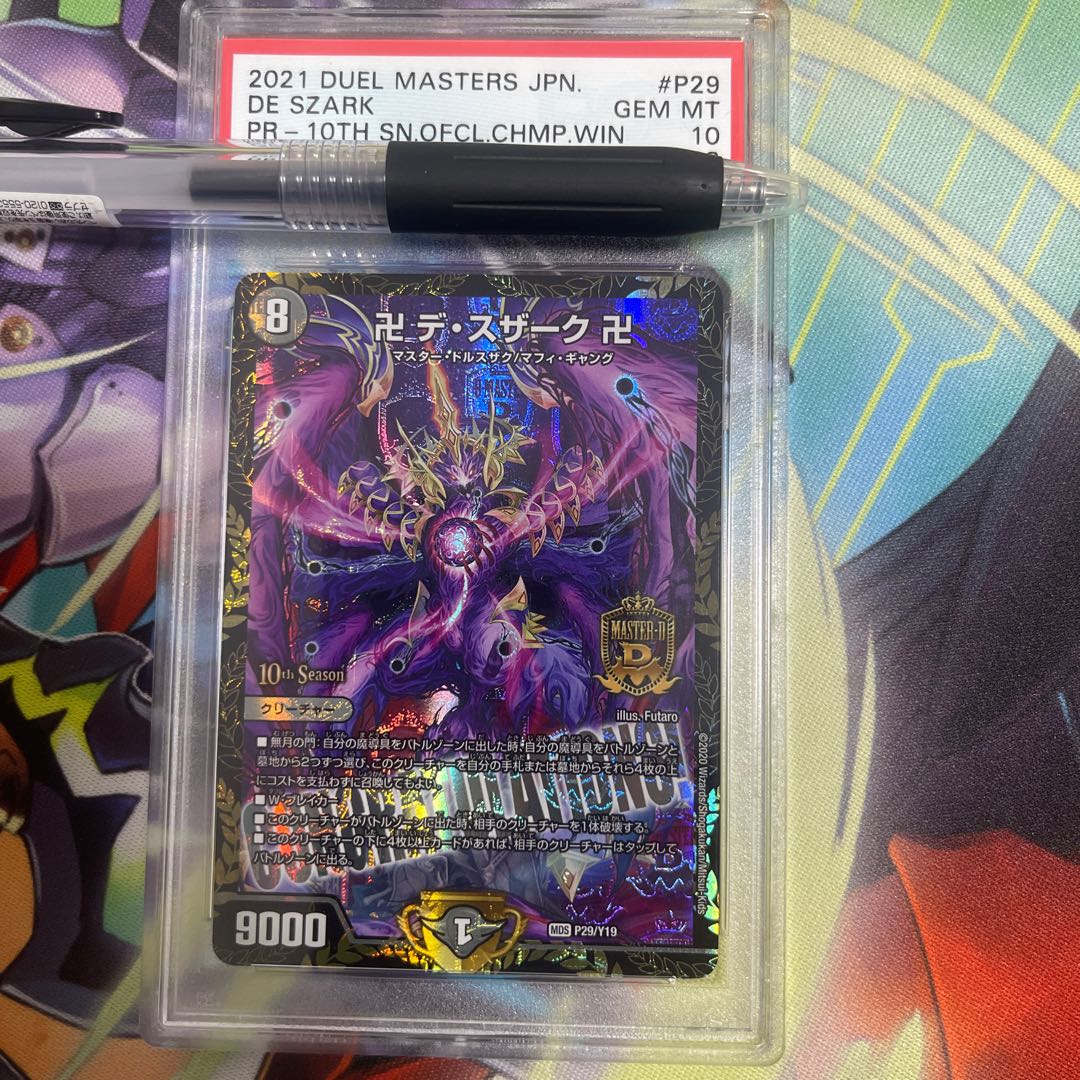 2021 DUEL MASTERS JPN. #P29
DE SZARK GEM MT
PR - 10TH SN.OFCL.CHMP.WIN 10
ゼブラ 0120-555
8
卍 デ・スザーク 卍
マスター・ドルスザク/マフィ・ギャング
MASTER-D
D
10th Season
クリーチャー
illus. Futaro
■無月の門:自分の魔導具をバトルゾーンに出した時、自分の魔導具をバトルゾーンと
墓地から2つずつ選び、このクリーチャーを自分の手札または墓地からそれら4枚の上
にコストを支払わずに召喚してもよい。
■W・ブレイカー
■このクリーチャーがバトルゾーンに出た時、相手のクリーチャーを1体破壊する。
■このクリーチャーの下に4枚以上カードがあれば、相手のクリーチャーはタップして
バトルゾーンに出る。
©2020 Wizards/Shogakukan/Mitsui-kids
9000
1
MDS P29/Y19